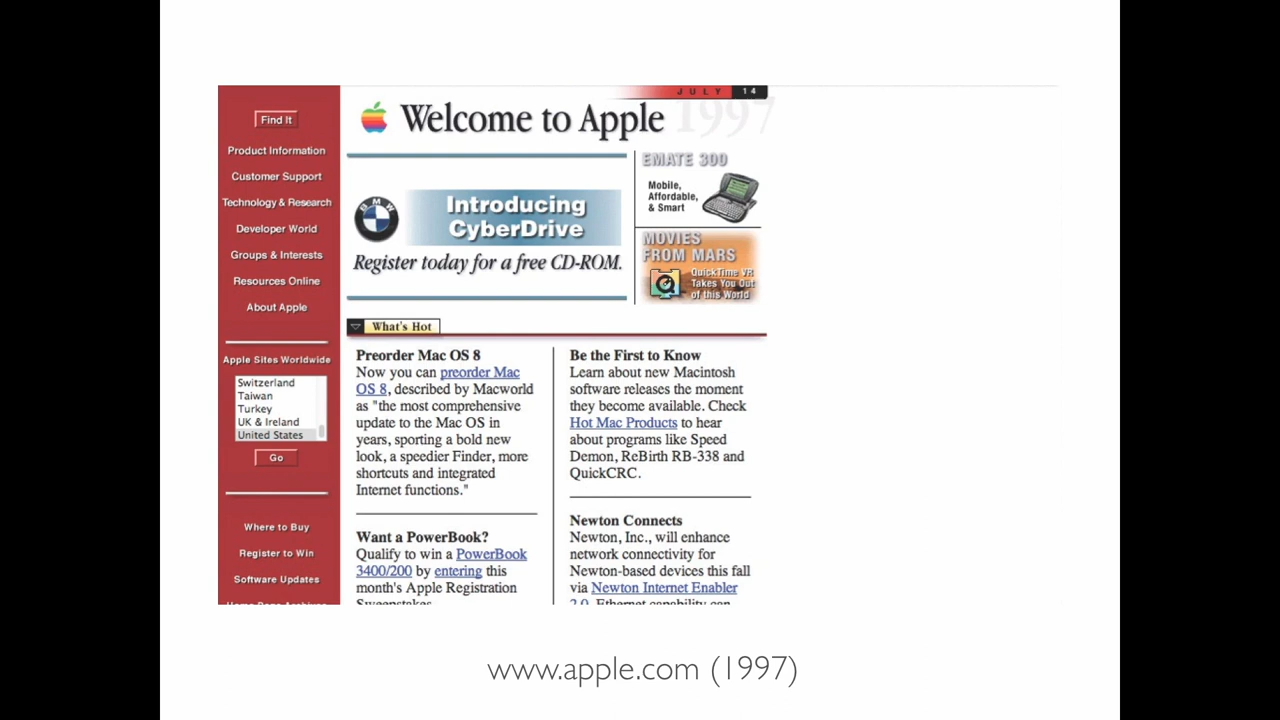 JULY 14
1997
Welcome to Apple
Find It
Product Information
Customer Support
Technology & Research
Developer World
Groups & Interests
Resources Online
About Apple
Apple Sites Worldwide
Switzerland
Taiwan
Turkey
UK & Ireland
United States
Go
Where to Buy
Register to Win
Software Updates
Home Page Archives
BMW
Introducing
CyberDrive
Register today for a free CD-ROM.
EMATE 300
Mobile,
Affordable,
& Smart
MOVIES
FROM MARS
QuickTime VR
Takes You Out
of this World
What's Hot
Preorder Mac OS 8
Now you can preorder Mac
OS 8, described by Macworld
as "the most comprehensive
update to the Mac OS in
years, sporting a bold new
look, a speedier Finder, more
shortcuts and integrated
Internet functions."
Want a PowerBook?
Qualify to win a PowerBook
3400/200 by entering this
month's Apple Registration
Sweepstakes.
Be the First to Know
Learn about new Macintosh
software releases the moment
they become available. Check
Hot Mac Products to hear
about programs like Speed
Demon, ReBirth RB-338 and
QuickCRC.
Newton Connects
Newton, Inc., will enhance
network connectivity for
Newton-based devices this fall
via Newton Internet Enabler
2.0. Ethernet capability can
www.apple.com (1997)